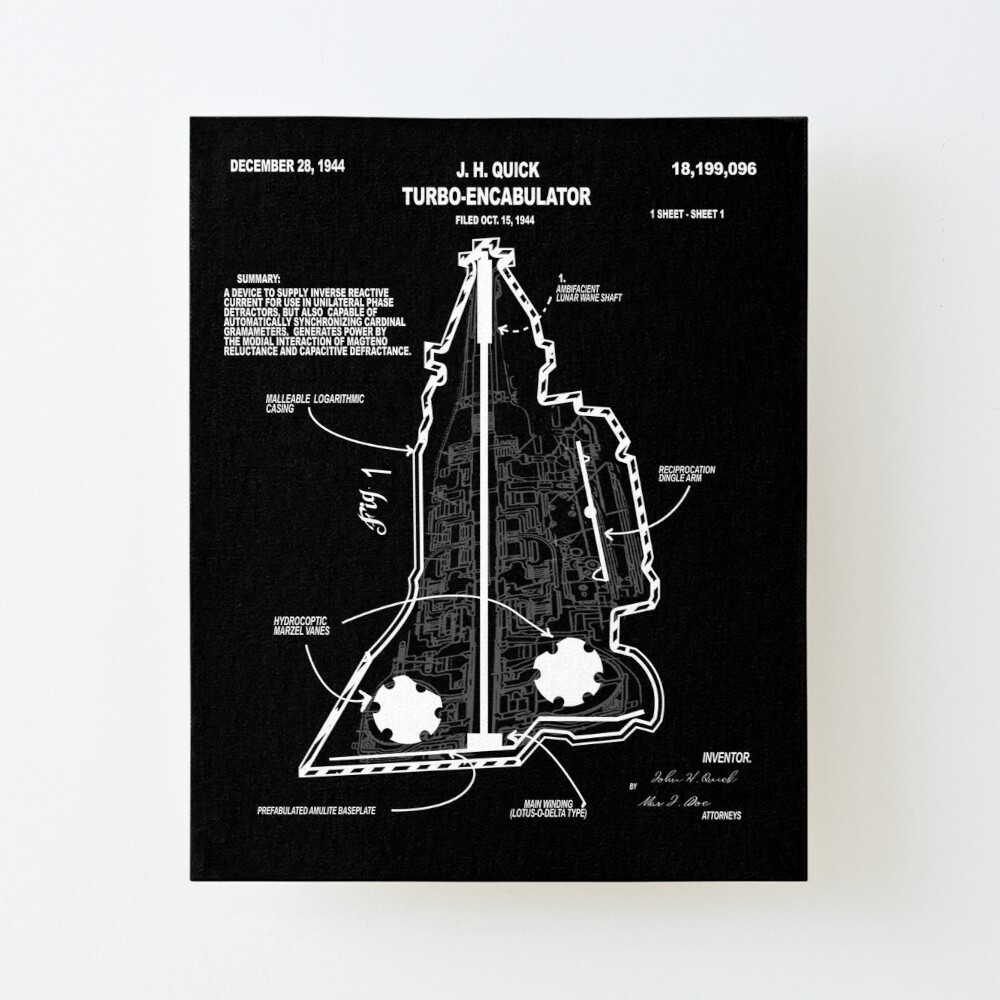 DECEMBER 28, 1944
J. H. QUICK
18,199,096
TURBO-ENCABULATOR
FILED OCT. 15, 1944
1 SHEET - SHEET 1
SUMMARY:
A DEVICE TO SUPPLY INVERSE REACTIVE
CURRENT FOR USE IN UNILATERAL PHASE
DETRACTORS, BUT ALSO CAPABLE OF
AUTOMATICALLY SYNCHRONIZING CARDINAL
GRAMAMETERS. GENERATES POWER BY
THE MODIAL INTERACTION OF MAGTENO
RELUCTANCE AND CAPACITIVE DEFRACTANCE.
1.
AMBIFACIENT
LUNAR WANE SHAFT
MALLEABLE LOGARITHMIC
CASING
Fig. 1
RECIPROCATION
DINGLE ARM
HYDROCOPTIC
MARZEL VANES
PREFABULATED AMULITE BASEPLATE
MAIN WINDING
(LOTUS-O-DELTA TYPE)
INVENTOR.
BY John H. Quick
J. Doe
ATTORNEYS